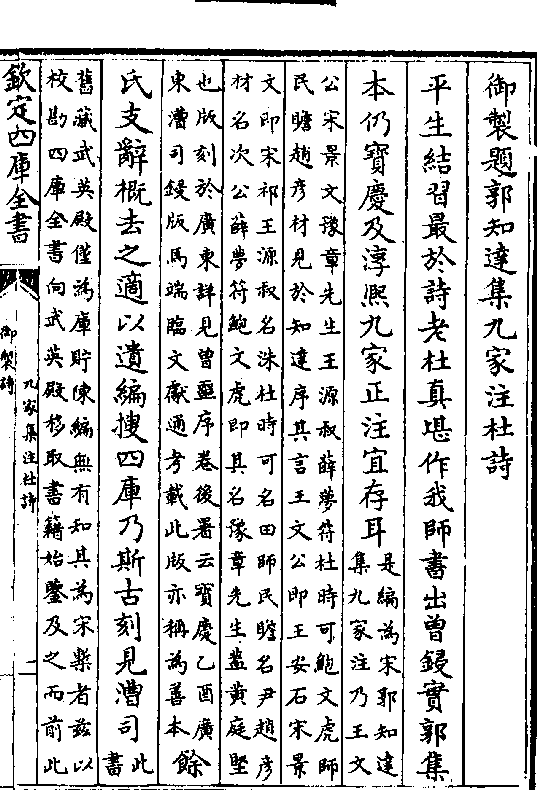 御製題郭知達集九家注杜詩
平生結習最於詩老杜真堪作我師書出曾鋟實郭集
本仍寶慶及淳熙九家正注宜存耳
是編為宋郭知達
集九家注乃王文
公宋景文豫章先生王源叔薛夢符杜時可鮑文虎師
民瞻趙彦材見於知達序其言王文公即王安石宋景
文即宋祁王源叔名洙杜時可名田師民瞻名尹趙彦
材名次公薛夢符鮑文虎即其名豫章先生葢黄庭堅
也版刻於廣東詳見曾噩序卷後署云寶慶乙酉廣
東漕司鋟版馬端臨文獻通考載此版亦稱為善本
餘
氏支辭概去之適以遺編搜四庫乃斯古刻見漕司
此
書
舊藏武英殿僅為庫貯陳編無有知其為宋槧者兹以
校勘四庫全書向武英殿移取書籍始鑒及之而前此
欽定四庫全書
御製詩
九家集注杜詩
一